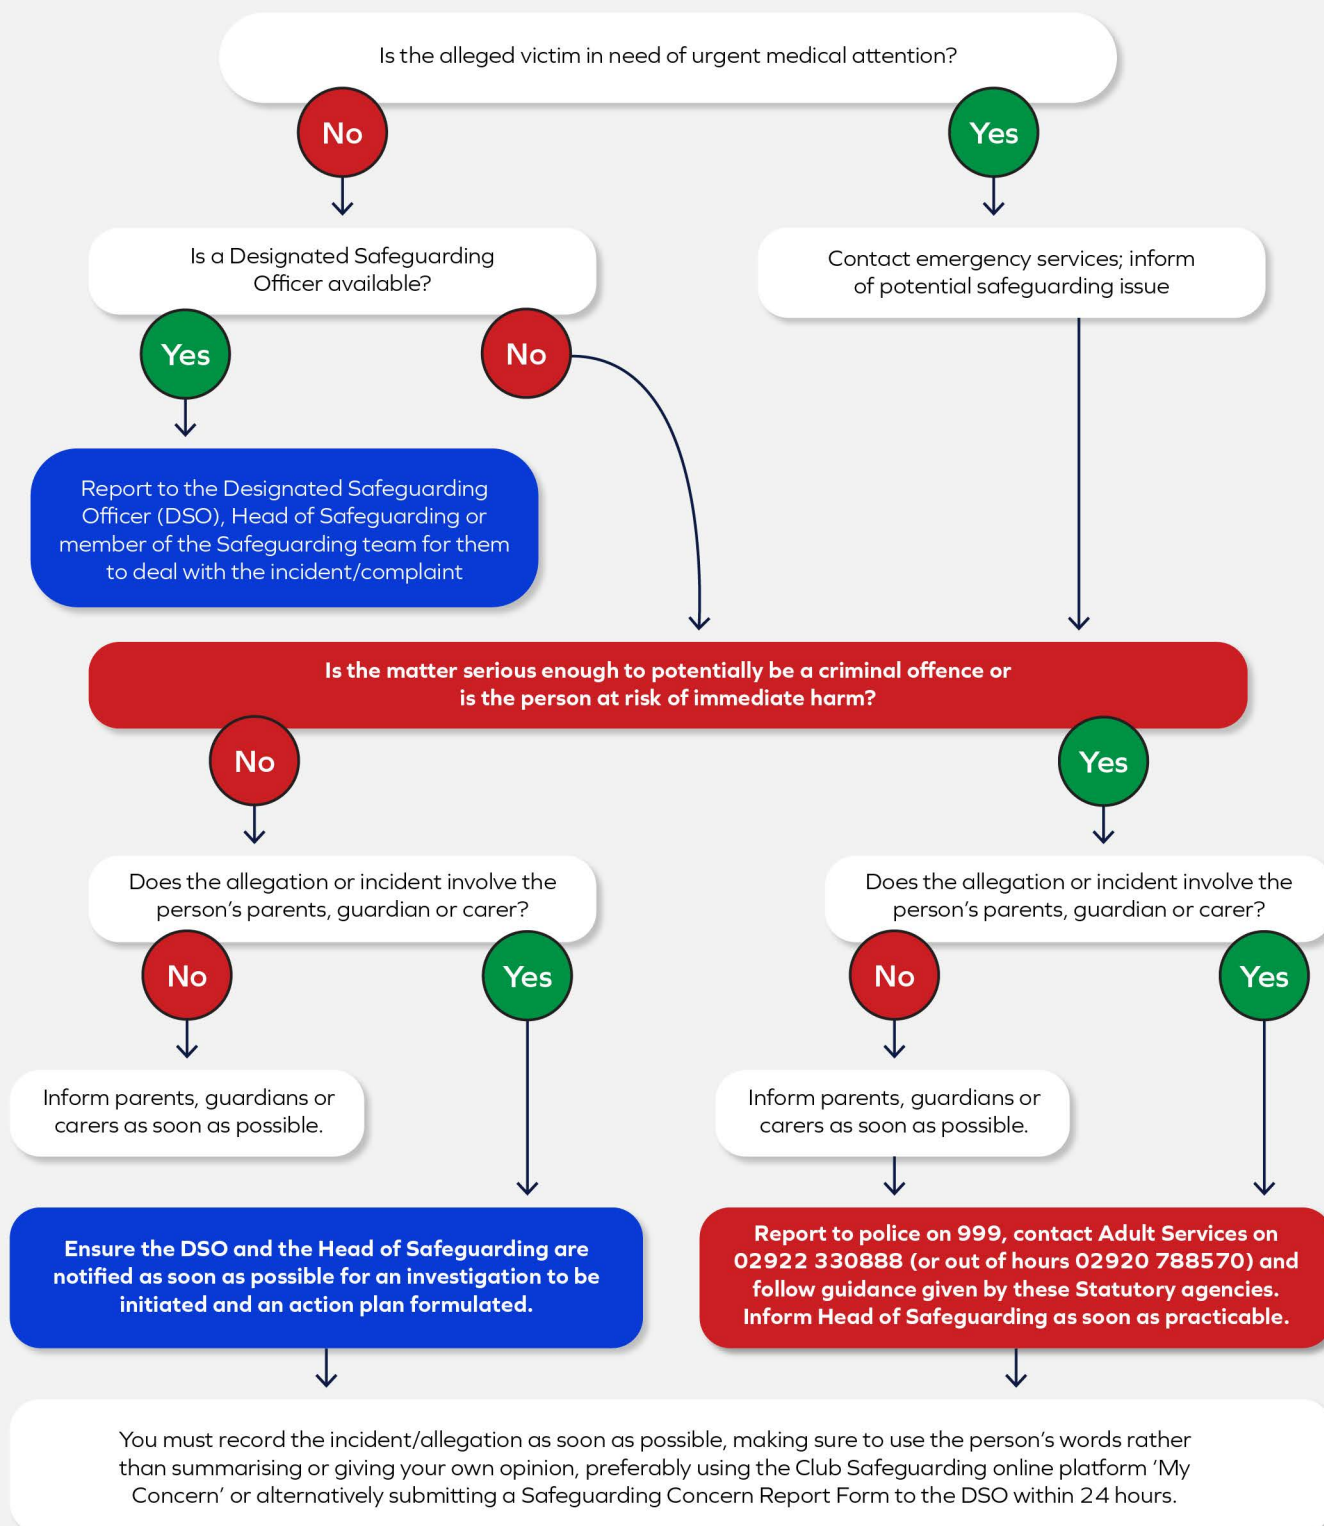 Is the alleged victim in need of urgent medical attention?
No
Yes
Is a Designated Safeguarding
Officer available?
Contact emergency services; inform
of potential safeguarding issue
Yes
No
Report to the Designated Safeguarding
Officer (DSO), Head of Safeguarding or
member of the Safeguarding team for them
to deal with the incident/complaint
Is the matter serious enough to potentially be a criminal offence or
is the person at risk of immediate harm?
No
Yes
Does the allegation or incident involve the
person’s parents, guardian or carer?
Does the allegation or incident involve the
person’s parents, guardian or carer?
No
Yes
No
Yes
Inform parents, guardians or
carers as soon as possible.
Inform parents, guardians or
carers as soon as possible.
Ensure the DSO and the Head of Safeguarding are
notified as soon as possible for an investigation to be
initiated and an action plan formulated.
Report to police on 999, contact Adult Services on
02922 330888 (or out of hours 02920 788570) and
follow guidance given by these Statutory agencies.
Inform Head of Safeguarding as soon as practicable.
You must record the incident/allegation as soon as possible, making sure to use the person’s words rather
than summarising or giving your own opinion, preferably using the Club Safeguarding online platform ‘My
Concern’ or alternatively submitting a Safeguarding Concern Report Form to the DSO within 24 hours.